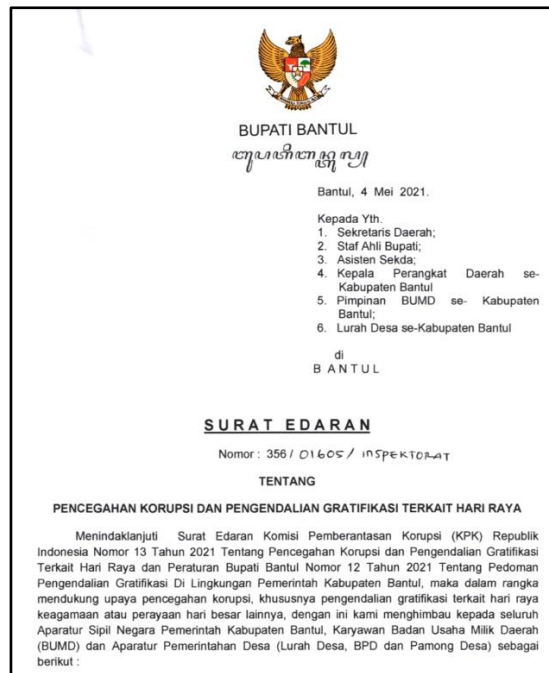 BUPATI BANTUL
ꦧꦸꦥꦠꦶꦧꦤ꧀ꦠꦸꦭ꧀
Bantul, 4 Mei 2021.
Kepada Yth.
1. Sekretaris Daerah;
2. Staf Ahli Bupati;
3. Asisten Sekda;
4. Kepala Perangkat Daerah se-
Kabupaten Bantul
5. Pimpinan BUMD se- Kabupaten
Bantul;
6. Lurah Desa se-Kabupaten Bantul
di
B A N T U L
SURAT EDARAN
Nomor : 356 / 01605 / INSPEKTORAT
TENTANG
PENCEGAHAN KORUPSI DAN PENGENDALIAN GRATIFIKASI TERKAIT HARI RAYA
Menindaklanjuti Surat Edaran Komisi Pemberantasan Korupsi (KPK) Republik
Indonesia Nomor 13 Tahun 2021 Tentang Pencegahan Korupsi dan Pengendalian Gratifikasi
Terkait Hari Raya dan Peraturan Bupati Bantul Nomor 12 Tahun 2021 Tentang Pedoman
Pengendalian Gratifikasi Di Lingkungan Pemerintah Kabupaten Bantul, maka dalam rangka
mendukung upaya pencegahan korupsi, khususnya pengendalian gratifikasi terkait hari raya
keagamaan atau perayaan hari besar lainnya, dengan ini kami menghimbau kepada seluruh
Aparatur Sipil Negara Pemerintah Kabupaten Bantul, Karyawan Badan Usaha Milik Daerah
(BUMD) dan Aparatur Pemerintahan Desa (Lurah Desa, BPD dan Pamong Desa) sebagai
berikut :